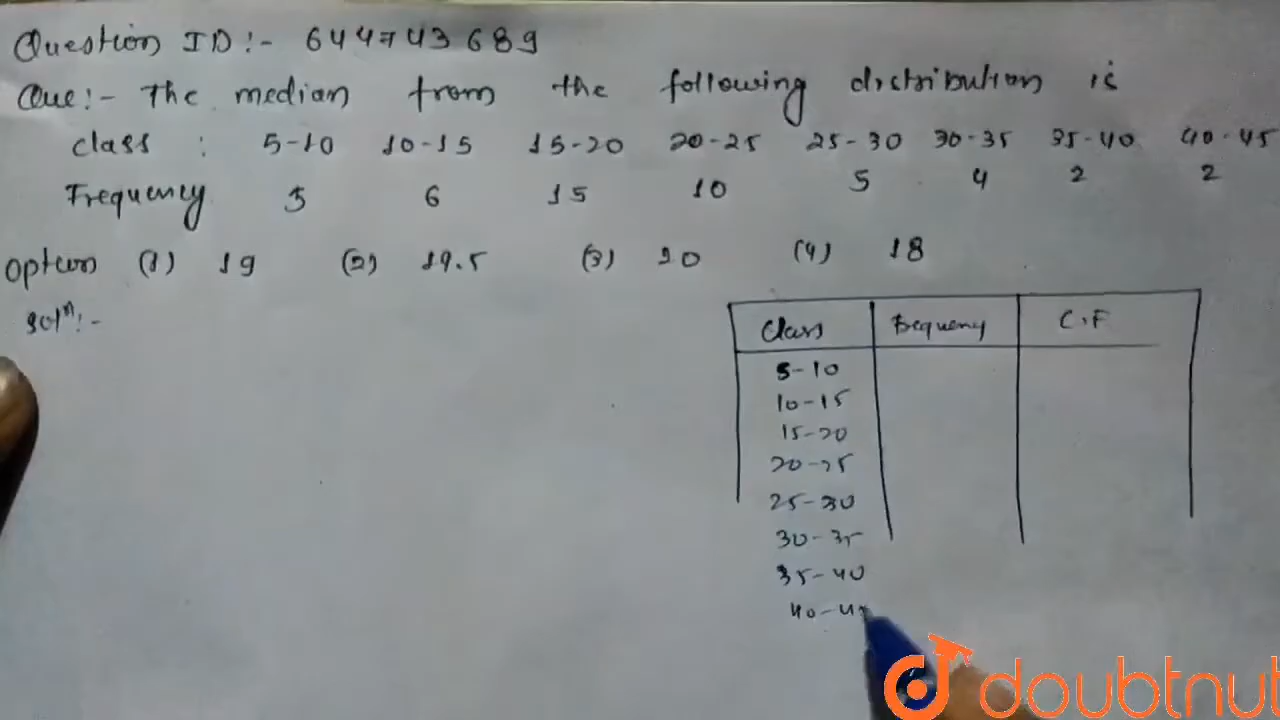 Question ID:- 644743689
Que:- The median from the following distribution is
class : 5-10 10-15 15-20 20-25 25-30 30-35 35-40 40-45
Frequency 5 6 15 10 5 4 2 2
option (1) 19 (2) 19.5 (3) 20 (4) 18
solⁿ:-
Class Frequency C.F
5-10
10-15
15-20
20-25
25-30
30-35
35-40
40-45
doubtnut